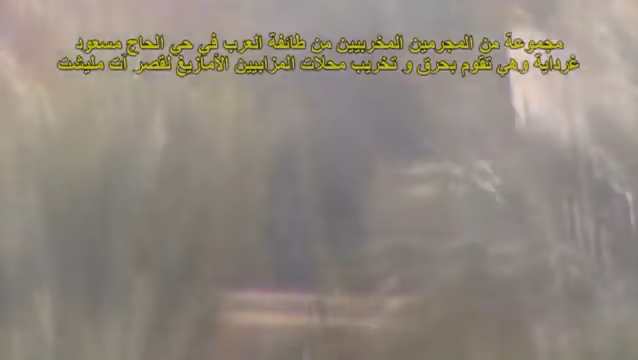 مجموعة من المجرمين المخربيين من طائفة العرب في حي الحاج مسعود
غرداية وهي تقوم بحرق و تخريب محلات المزابيين الأمازيغ لقصر آت مليشت